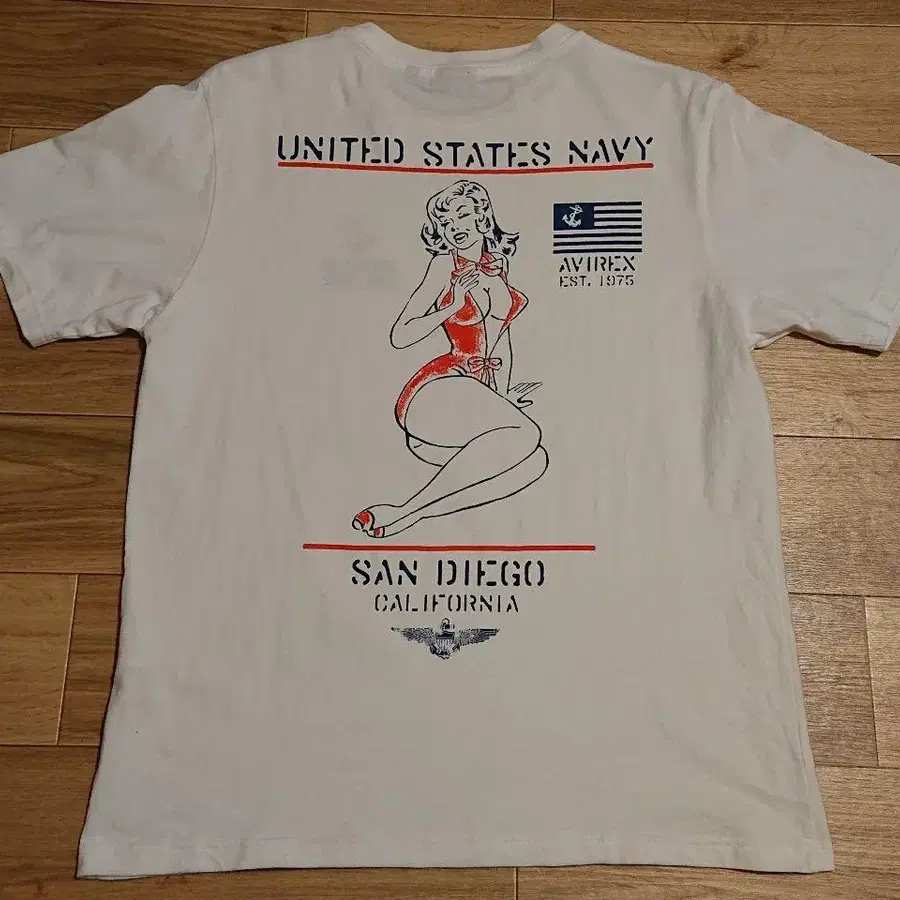 UNITED STATES NAVY
AVIREX
EST. 1975
SAN DIEGO
CALIFORNIA